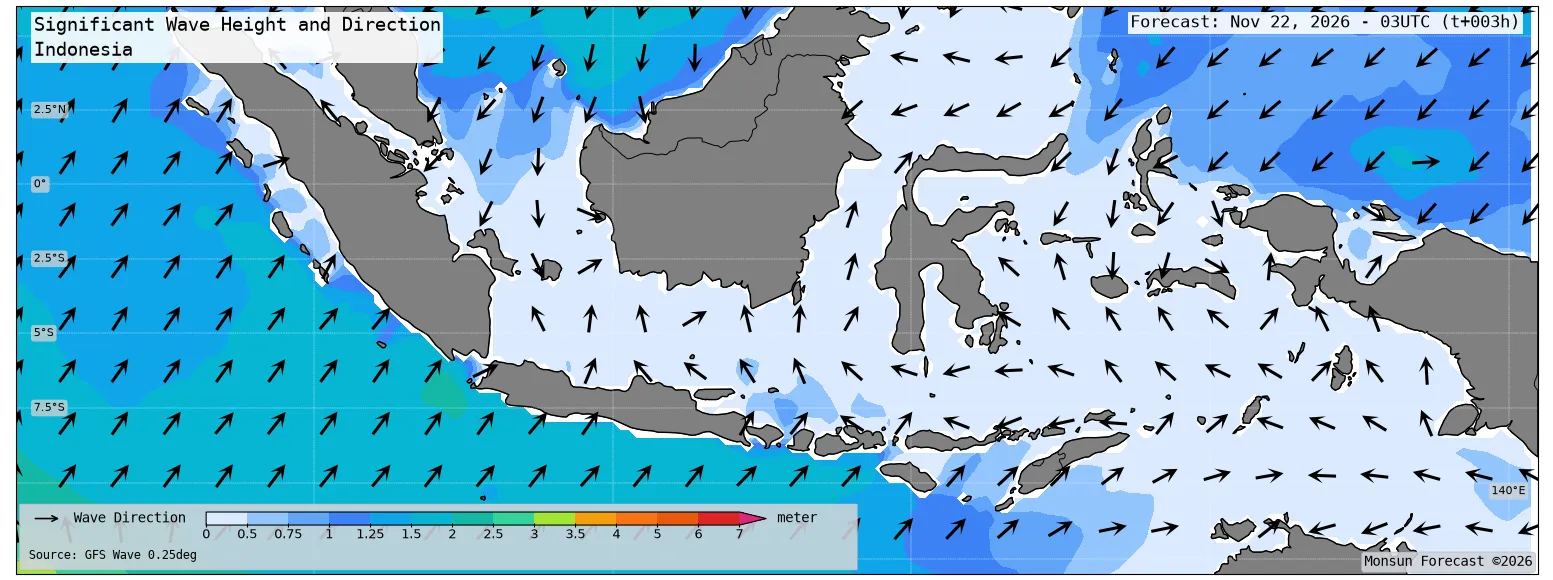 Significant Wave Height and Direction
Indonesia
Forecast: Nov 22, 2026 - 03UTC (t+003h)
2.5°N
0°
2.5°S
5°S
7.5°S
140°E
Wave Direction
meter
0 0.5 0.75 1 1.25 1.5 2 2.5 3 3.5 4 5 6 7
Source: GFS Wave 0.25deg
Monsun Forecast ©2026